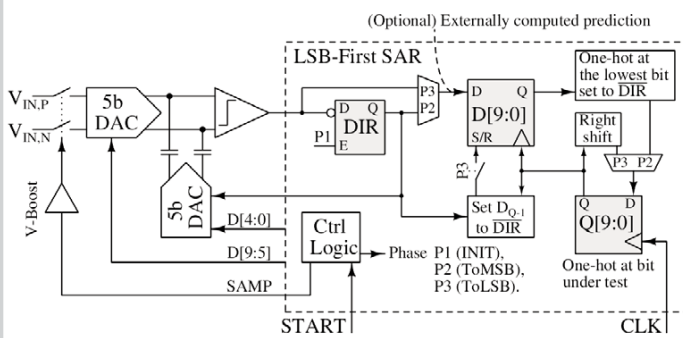 (Optional) Externally computed prediction
LSB-First SAR
One-hot at
the lowest bit
set to DIR
V_IN,P
V_IN,N
5b
DAC
P3
P2
D Q
D[9:0]
S/R
D Q
DIR
E
P1
Right
shift
P3 P2
P3
V-Boost
5b
DAC
D[4:0]
D[9:5]
SAMP
Ctrl
Logic
Phase P1 (INIT),
P2 (ToMSB),
P3 (ToLSB).
Set D_Q-1
to DIR
Q D
Q[9:0]
One-hot at bit
under test
START
CLK